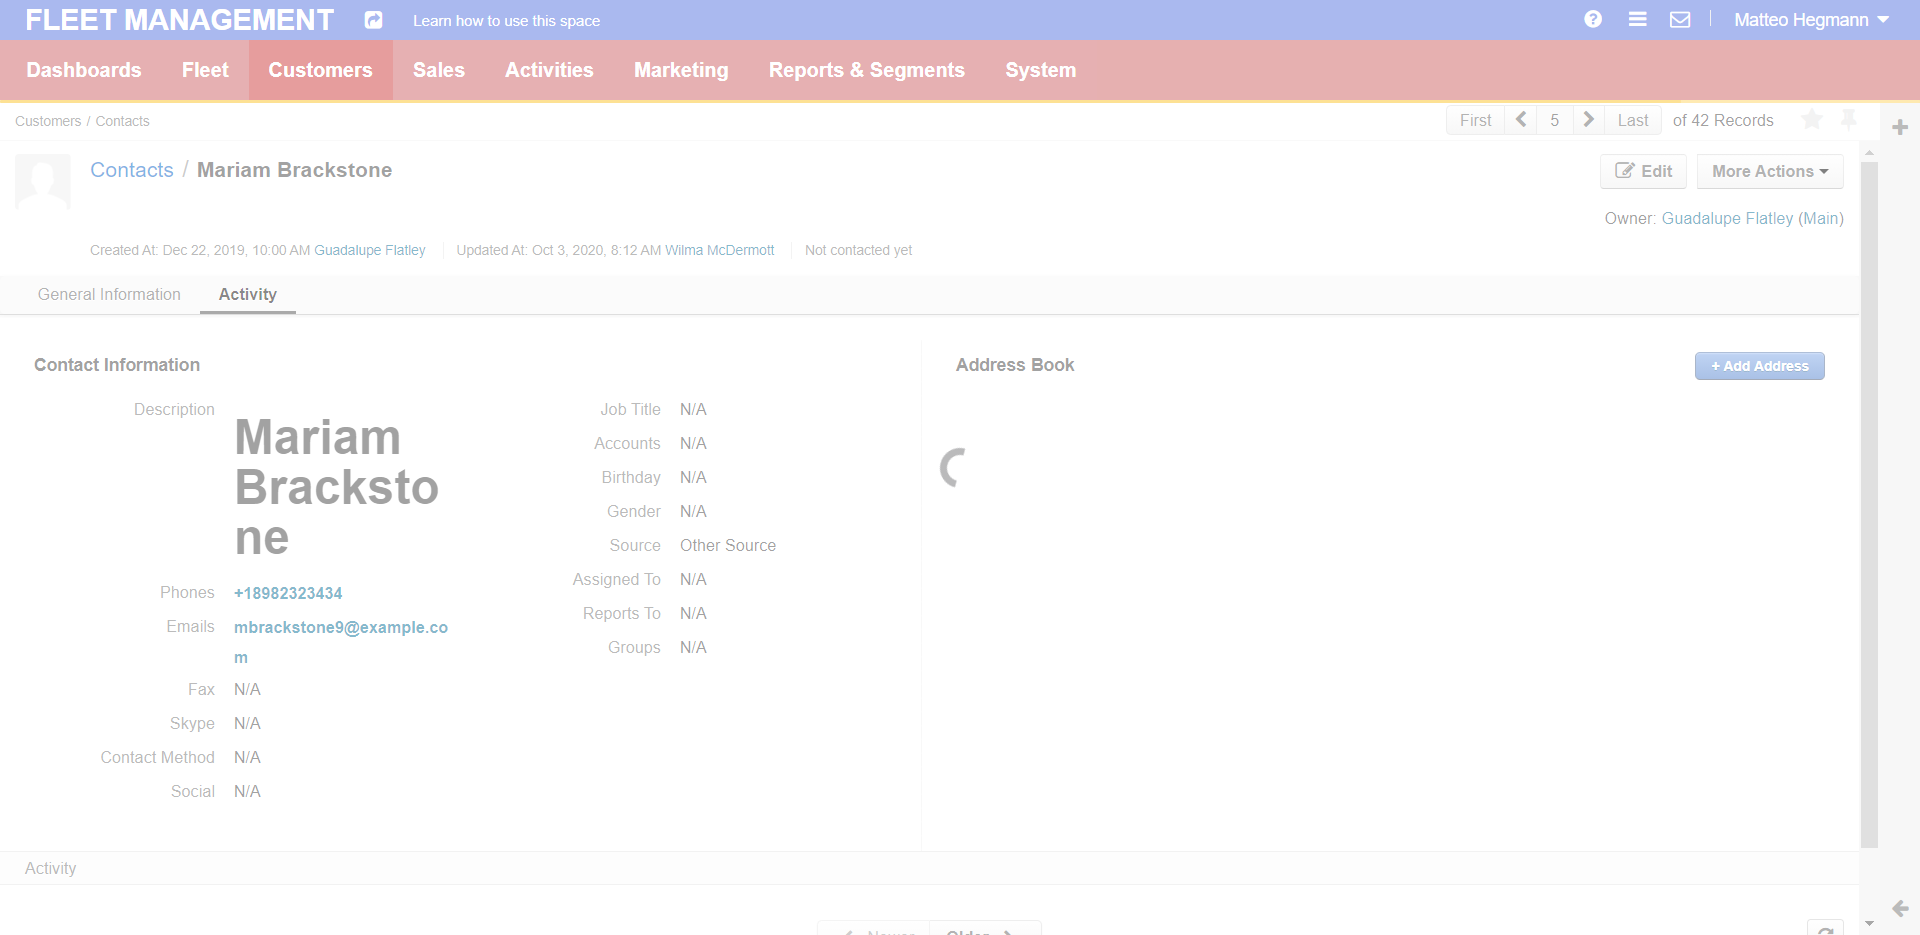 FLEET MANAGEMENT
Learn how to use this space
Matteo Hegmann
Dashboards
Fleet
Customers
Sales
Activities
Marketing
Reports & Segments
System
Customers / Contacts
First
5
Last
of 42 Records
Contacts / Mariam Brackstone
Edit
More Actions
Owner: Guadalupe Flatley (Main)
Created At: Dec 22, 2019, 10:00 AM Guadalupe Flatley
Updated At: Oct 3, 2020, 8:12 AM Wilma McDermott
Not contacted yet
General Information
Activity
Contact Information
Description
Mariam
Bracksto
ne
Phones
+18982323434
Emails
mbrackstone9@example.co
m
Fax
N/A
Skype
N/A
Contact Method
N/A
Social
N/A
Job Title
N/A
Accounts
N/A
Birthday
N/A
Gender
N/A
Source
Other Source
Assigned To
N/A
Reports To
N/A
Groups
N/A
Address Book
+ Add Address
Activity
Newer
Older